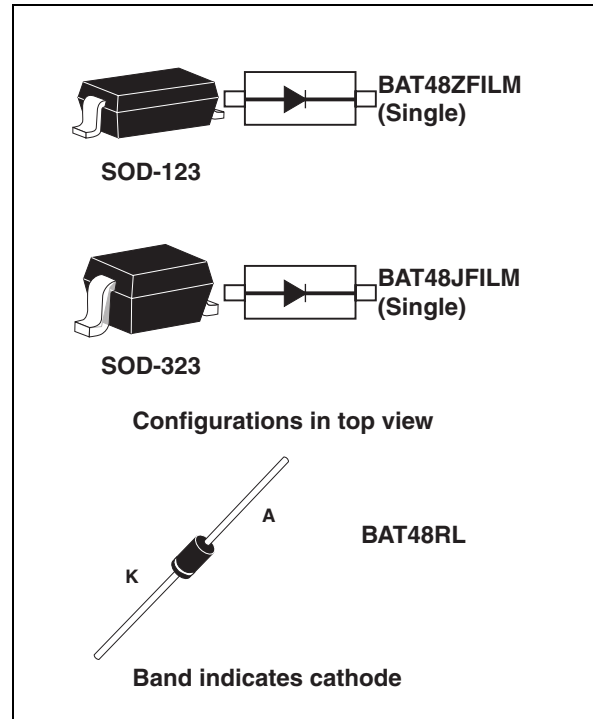 BAT48ZFILM
(Single)
SOD-123
BAT48JFILM
(Single)
SOD-323
Configurations in top view
A
BAT48RL
K
Band indicates cathode